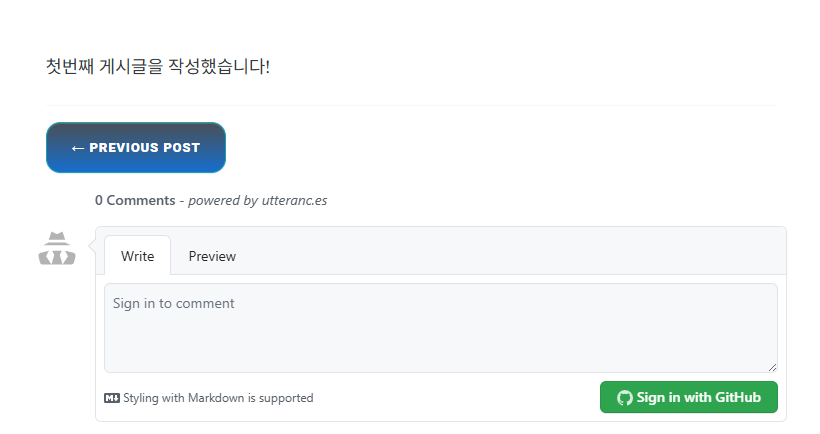 첫번째 게시글을 작성했습니다!
← PREVIOUS POST
0 Comments - powered by utteranc.es
Write Preview
Sign in to comment
M↓ Styling with Markdown is supported
Sign in with GitHub